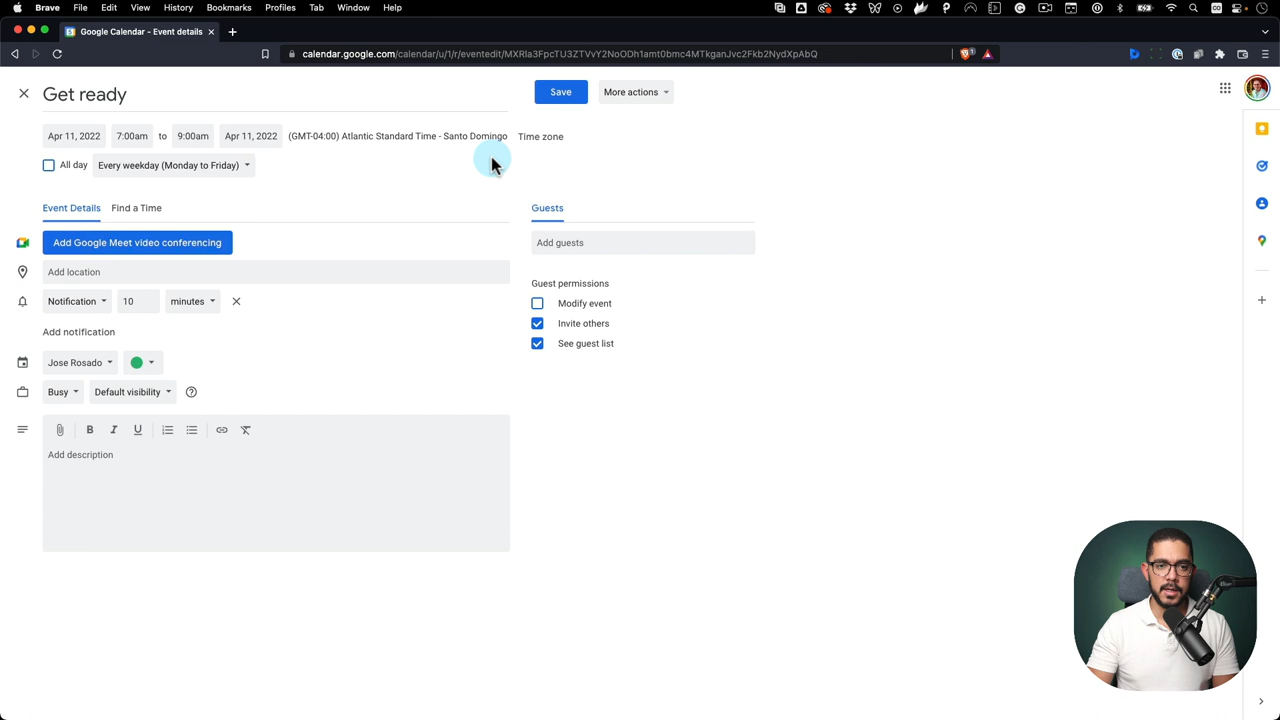 Brave File Edit View History Bookmarks Profiles Tab Window Help
Google Calendar - Event details
calendar.google.com/calendar/u/1/r/eventedit/MXRla3FpcTU3ZTVvY2NoODh1amt0bmc4MTkganJvc2Fkb2NydXpAbQ
Get ready
Save
More actions
Apr 11, 2022 7:00am to 9:00am Apr 11, 2022 (GMT-04:00) Atlantic Standard Time - Santo Domingo Time zone
All day Every weekday (Monday to Friday)
Event Details Find a Time
Guests
Add Google Meet video conferencing
Add guests
Add location
Guest permissions
Notification 10 minutes
Modify event
Invite others
Add notification
See guest list
Jose Rosado
Busy Default visibility
B I U
Add description